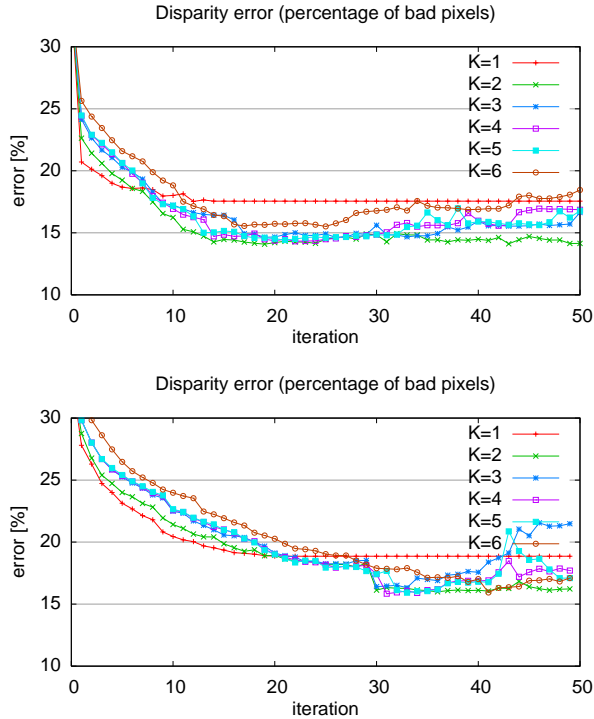 Disparity error (percentage of bad pixels)
30
25
20
15
10
error [%]
K=1
K=2
K=3
K=4
K=5
K=6
0 10 20 30 40 50
iteration
Disparity error (percentage of bad pixels)
30
25
20
15
10
error [%]
K=1
K=2
K=3
K=4
K=5
K=6
0 10 20 30 40 50
iteration